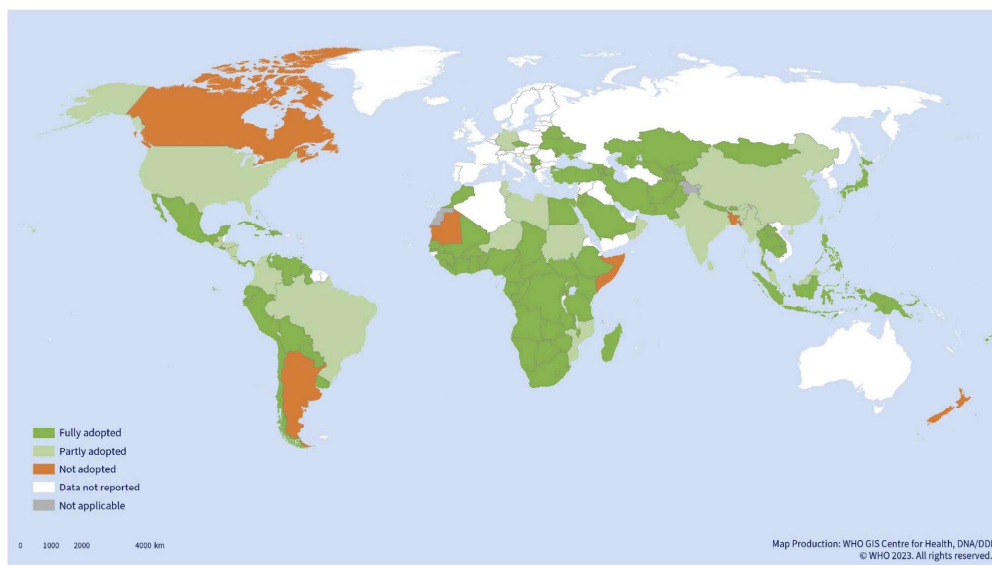 Fully adopted
Partly adopted
Not adopted
Data not reported
Not applicable
0 1000 2000 4000 km
Map Production: WHO GIS Centre for Health, DNA/DDI
© WHO 2023. All rights reserved.